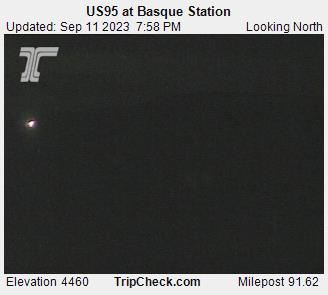 US95 at Basque Station
Updated: Sep 11 2023 7:58 PM Looking North
Elevation 4460 TripCheck.com Milepost 91.62